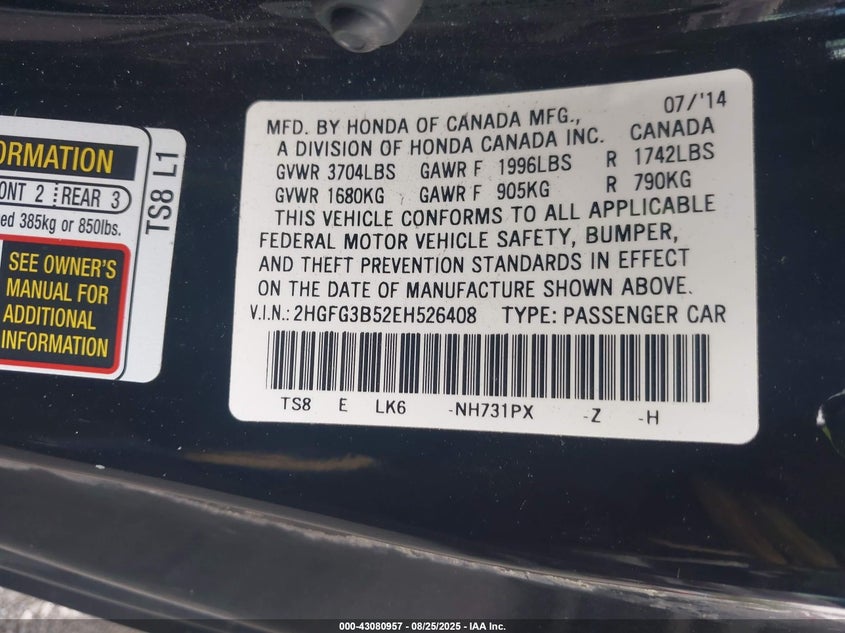 ORMATION
ONT 2 REAR 3
ed 385kg or 850lbs.
SEE OWNER'S
MANUAL FOR
ADDITIONAL
INFORMATION
TS8 L1
07/'14
MFD. BY HONDA OF CANADA MFG.,
A DIVISION OF HONDA CANADA INC. CANADA
GVWR 3704LBS GAWR F 1996LBS R 1742LBS
GVWR 1680KG GAWR F 905KG R 790KG
THIS VEHICLE CONFORMS TO ALL APPLICABLE
FEDERAL MOTOR VEHICLE SAFETY, BUMPER,
AND THEFT PREVENTION STANDARDS IN EFFECT
ON THE DATE OF MANUFACTURE SHOWN ABOVE.
V.I.N.: 2HGFG3B52EH526408 TYPE: PASSENGER CAR
TS8 E LK6 -NH731PX -Z -H
000-43080957 - 08/25/2025 - IAA Inc.